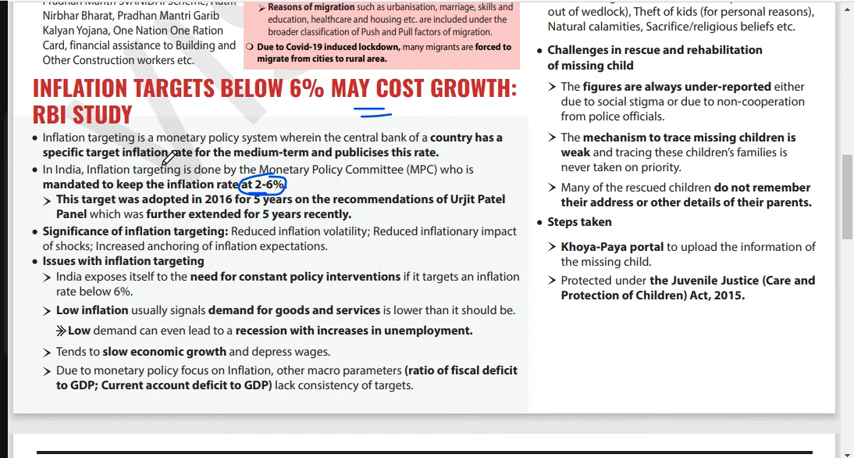 Nirbhar Bharat, Pradhan Mantri Garib
Kalyan Yojana, One Nation One Ration
Card, financial assistance to Building and
Other Construction workers etc.
Reasons of migration such as urbanisation, marriage, skills and
education, healthcare and housing etc. are included under the
broader classification of Push and Pull factors of migration.
Due to Covid-19 induced lockdown, many migrants are forced to
migrate from cities to rural area.
INFLATION TARGETS BELOW 6% MAY COST GROWTH:
RBI STUDY
• Inflation targeting is a monetary policy system wherein the central bank of a country has a
specific target inflation rate for the medium-term and publicises this rate.
• In India, Inflation targeting is done by the Monetary Policy Committee (MPC) who is
mandated to keep the inflation rate at 2-6%.
➤ This target was adopted in 2016 for 5 years on the recommendations of Urjit Patel
Panel which was further extended for 5 years recently.
• Significance of inflation targeting: Reduced inflation volatility; Reduced inflationary impact
of shocks; Increased anchoring of inflation expectations.
• Issues with inflation targeting
➤ India exposes itself to the need for constant policy interventions if it targets an inflation
rate below 6%.
➤ Low inflation usually signals demand for goods and services is lower than it should be.
Low demand can even lead to a recession with increases in unemployment.
➤ Tends to slow economic growth and depress wages.
➤ Due to monetary policy focus on Inflation, other macro parameters (ratio of fiscal deficit
to GDP; Current account deficit to GDP) lack consistency of targets.
out of wedlock), Theft of kids (for personal reasons),
Natural calamities, Sacrifice/religious beliefs etc.
• Challenges in rescue and rehabilitation
of missing child
➤ The figures are always under-reported either
due to social stigma or due to non-cooperation
from police officials.
➤ The mechanism to trace missing children is
weak and tracing these children's families is
never taken on priority.
➤ Many of the rescued children do not remember
their address or other details of their parents.
• Steps taken
➤ Khoya-Paya portal to upload the information of
the missing child.
➤ Protected under the Juvenile Justice (Care and
Protection of Children) Act, 2015.